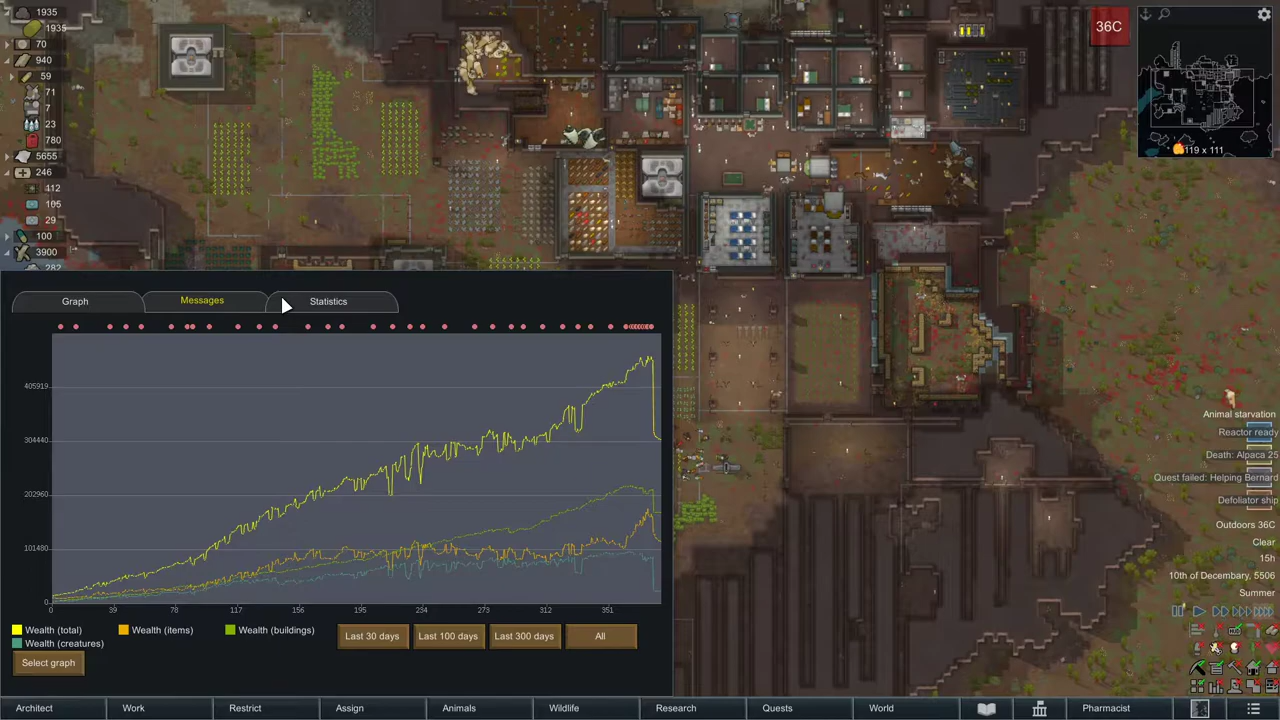 1935
1935
70
940
59
71
7
23
780
5655
246
112
105
29
100
3900
282
36C
119 x 111
Graph
Messages
Statistics
405919
304440
202960
101480
0
0
39
78
117
156
195
234
273
312
351
Wealth (total)
Wealth (items)
Wealth (buildings)
Wealth (creatures)
Last 30 days
Last 100 days
Last 300 days
All
Select graph
Animal starvation
Reactor ready
Death: Alpaca 25
Quest failed: Helping Bernard
Defoliator ship
Outdoors 36C
Clear
15h
10th of Decembary, 5506
Summer
Architect
Work
Restrict
Assign
Animals
Wildlife
Research
Quests
World
Pharmacist